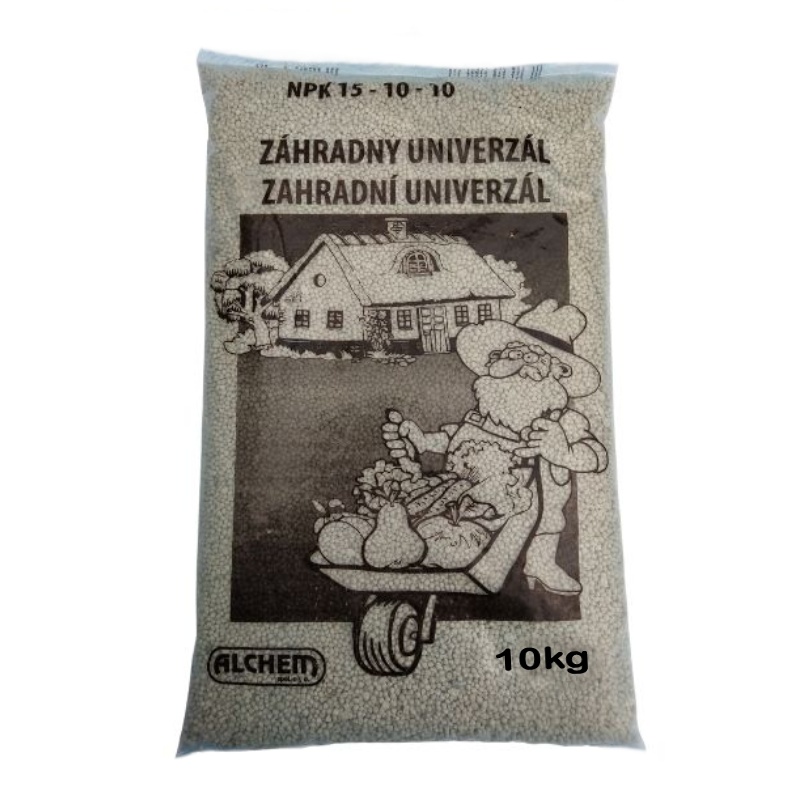 NPK 15 - 10 - 10
ZÁHRADNY UNIVERZÁL
ZAHRADNÍ UNIVERZÁL
ALCHEM
10kg